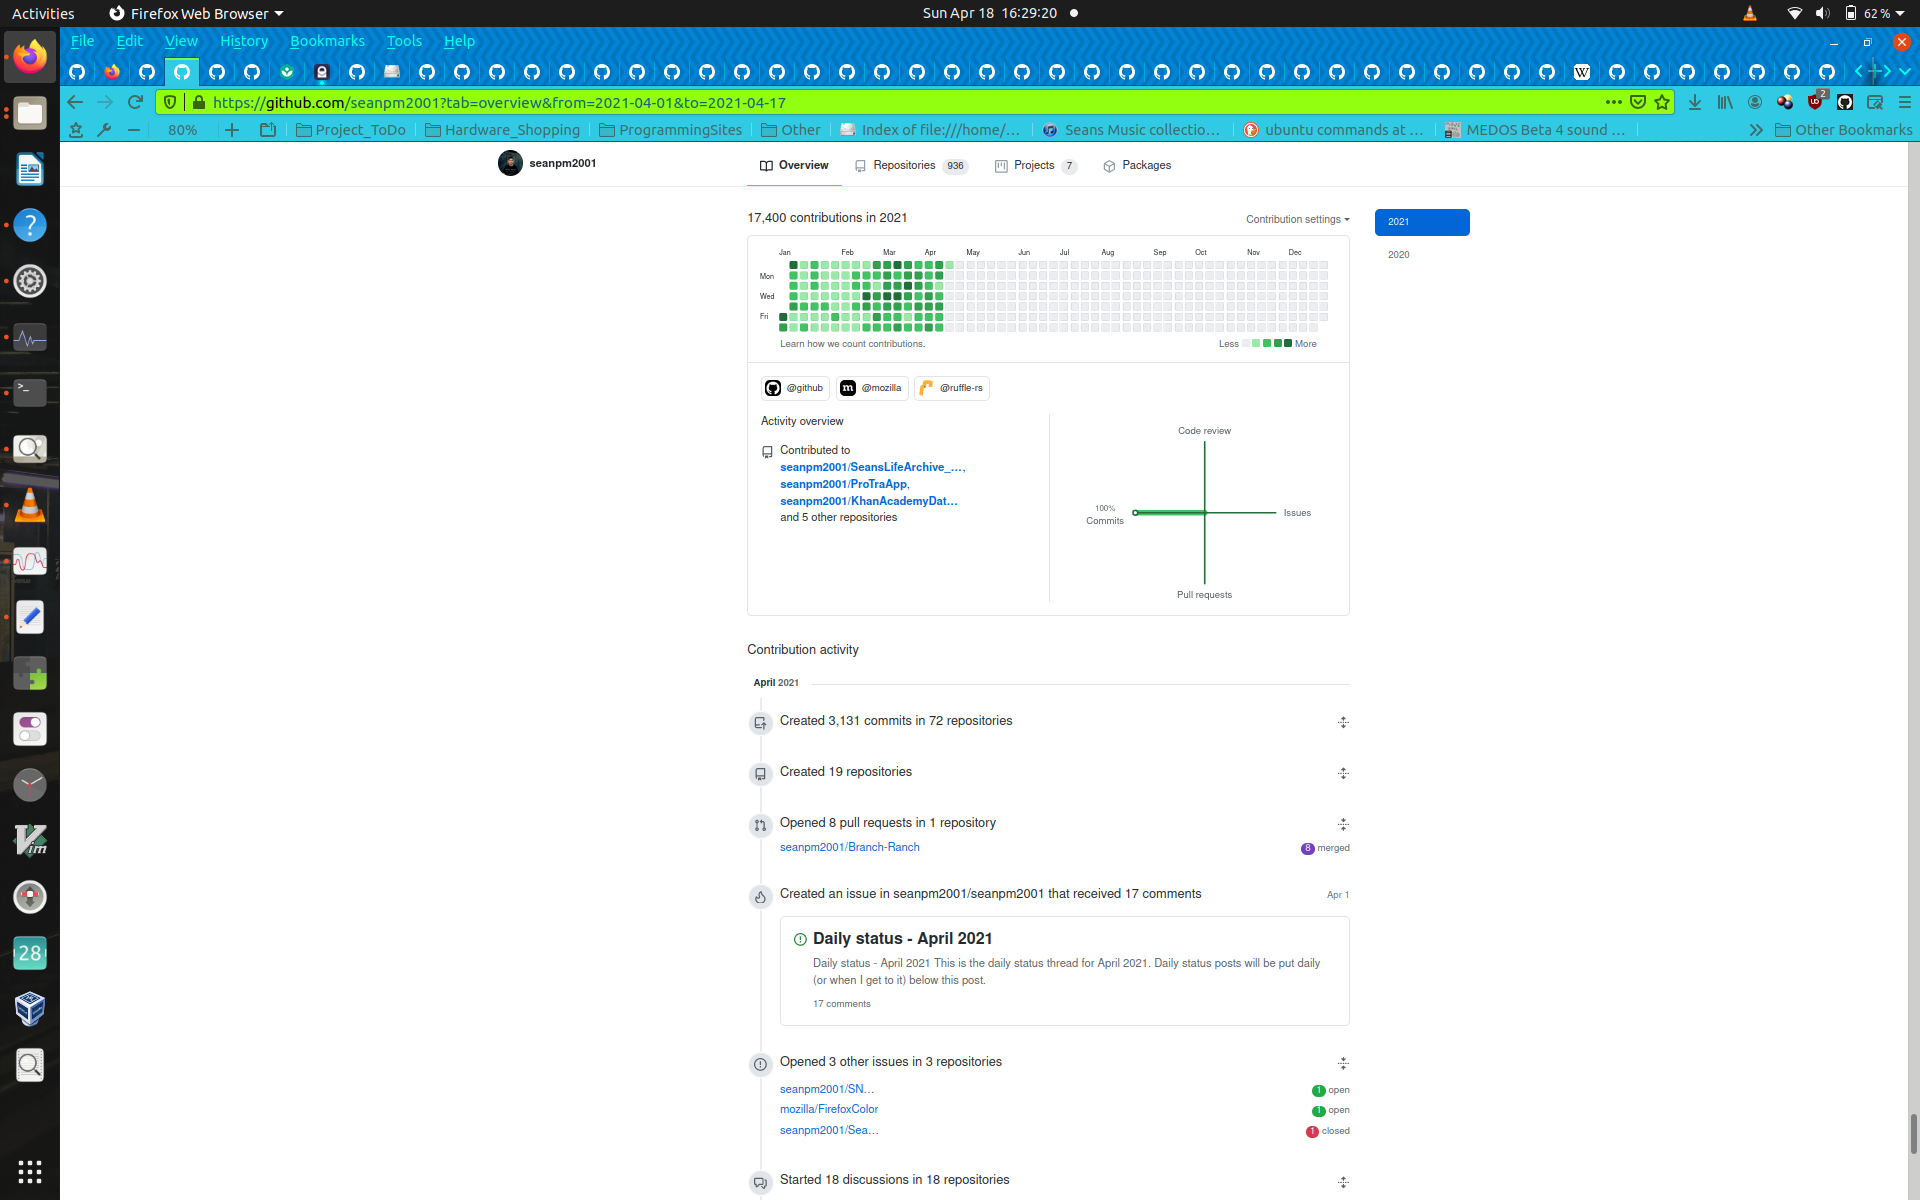 Activities
Firefox Web Browser
Sun Apr 18 16:29:20
62 %
File Edit View History Bookmarks Tools Help
W
https://github.com/seanpm2001?tab=overview&from=2021-04-01&to=2021-04-17
2
80%
Project_ToDo
Hardware_Shopping
ProgrammingSites
Other
Index of file:///home/...
Seans Music collectio...
ubuntu commands at ...
MEDOS Beta 4 sound ...
Other Bookmarks
seanpm2001
Overview
Repositories 936
Projects 7
Packages
17,400 contributions in 2021
Contribution settings
2021
2020
Jan Feb Mar Apr May Jun Jul Aug Sep Oct Nov Dec
Mon
Wed
Fri
Learn how we count contributions.
Less More
@github
@mozilla
@ruffle-rs
Activity overview
Contributed to
seanpm2001/SeansLifeArchive_...,
seanpm2001/ProTraApp,
seanpm2001/KhanAcademyDat...
and 5 other repositories
Code review
100%
Commits
Issues
Pull requests
Contribution activity
April 2021
Created 3,131 commits in 72 repositories
Created 19 repositories
Opened 8 pull requests in 1 repository
seanpm2001/Branch-Ranch
8 merged
Created an issue in seanpm2001/seanpm2001 that received 17 comments
Apr 1
Daily status - April 2021
Daily status - April 2021 This is the daily status thread for April 2021. Daily status posts will be put daily
(or when I get to it) below this post.
17 comments
Opened 3 other issues in 3 repositories
seanpm2001/SN...
1 open
mozilla/FirefoxColor
1 open
seanpm2001/Sea...
1 closed
Started 18 discussions in 18 repositories
28